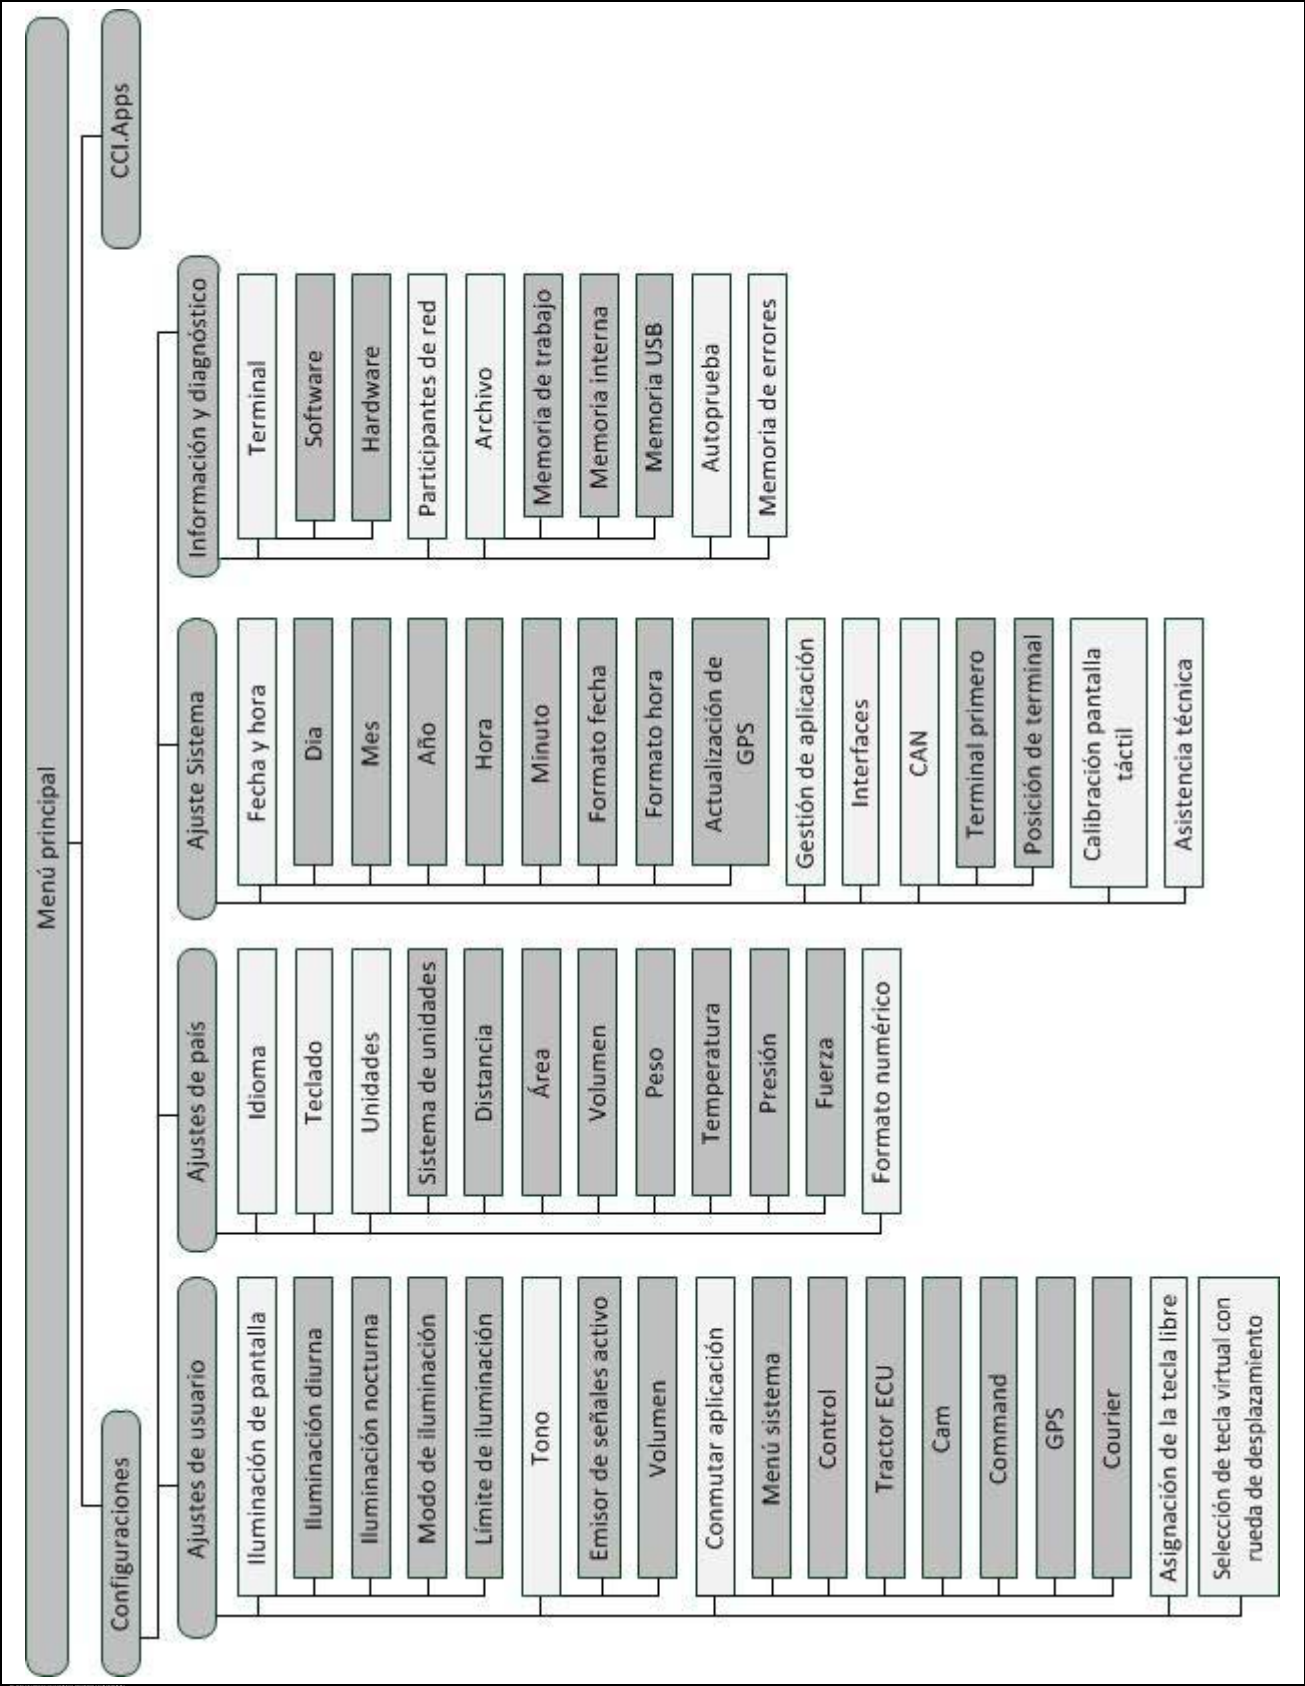 Menú principal
Configuraciones
CCI.Apps
Ajustes de usuario
Iluminación de pantalla
Iluminación diurna
Iluminación nocturna
Modo de iluminación
Límite de iluminación
Tono
Emisor de señales activo
Volumen
Conmutar aplicación
Menú sistema
Control
Tractor ECU
Cam
Command
GPS
Courier
Asignación de la tecla libre
Selección de tecla virtual con
rueda de desplazamiento
Ajustes de país
Idioma
Teclado
Unidades
Sistema de unidades
Distancia
Área
Volumen
Peso
Temperatura
Presión
Fuerza
Formato numérico
Ajuste Sistema
Fecha y hora
Dia
Mes
Año
Hora
Minuto
Formato fecha
Formato hora
Actualización de
GPS
Gestión de aplicación
Interfaces
CAN
Terminal primero
Posición de terminal
Calibración pantalla
táctil
Asistencia técnica
Información y diagnóstico
Terminal
Software
Hardware
Participantes de red
Archivo
Memoria de trabajo
Memoria interna
Memoria USB
Autoprueba
Memoria de errores